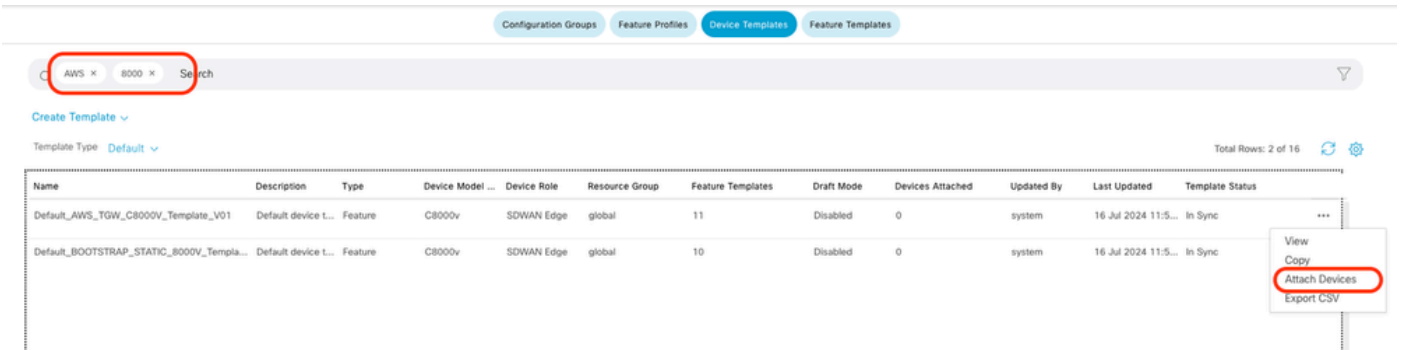 Configuration Groups Feature Profiles Device Templates Feature Templates
AWS × 8000 × Search
Create Template
Template Type Default
Total Rows: 2 of 16
Name Description Type Device Model ... Device Role Resource Group Feature Templates Draft Mode Devices Attached Updated By Last Updated Template Status
Default_AWS_TGW_C8000V_Template_V01 Default device t... Feature C8000v SDWAN Edge global 11 Disabled 0 system 16 Jul 2024 11:5... In Sync ...
Default_BOOTSTRAP_STATIC_8000V_Templa... Default device t... Feature C8000v SDWAN Edge global 10 Disabled 0 system 16 Jul 2024 11:5... In Sync
View
Copy
Attach Devices
Export CSV